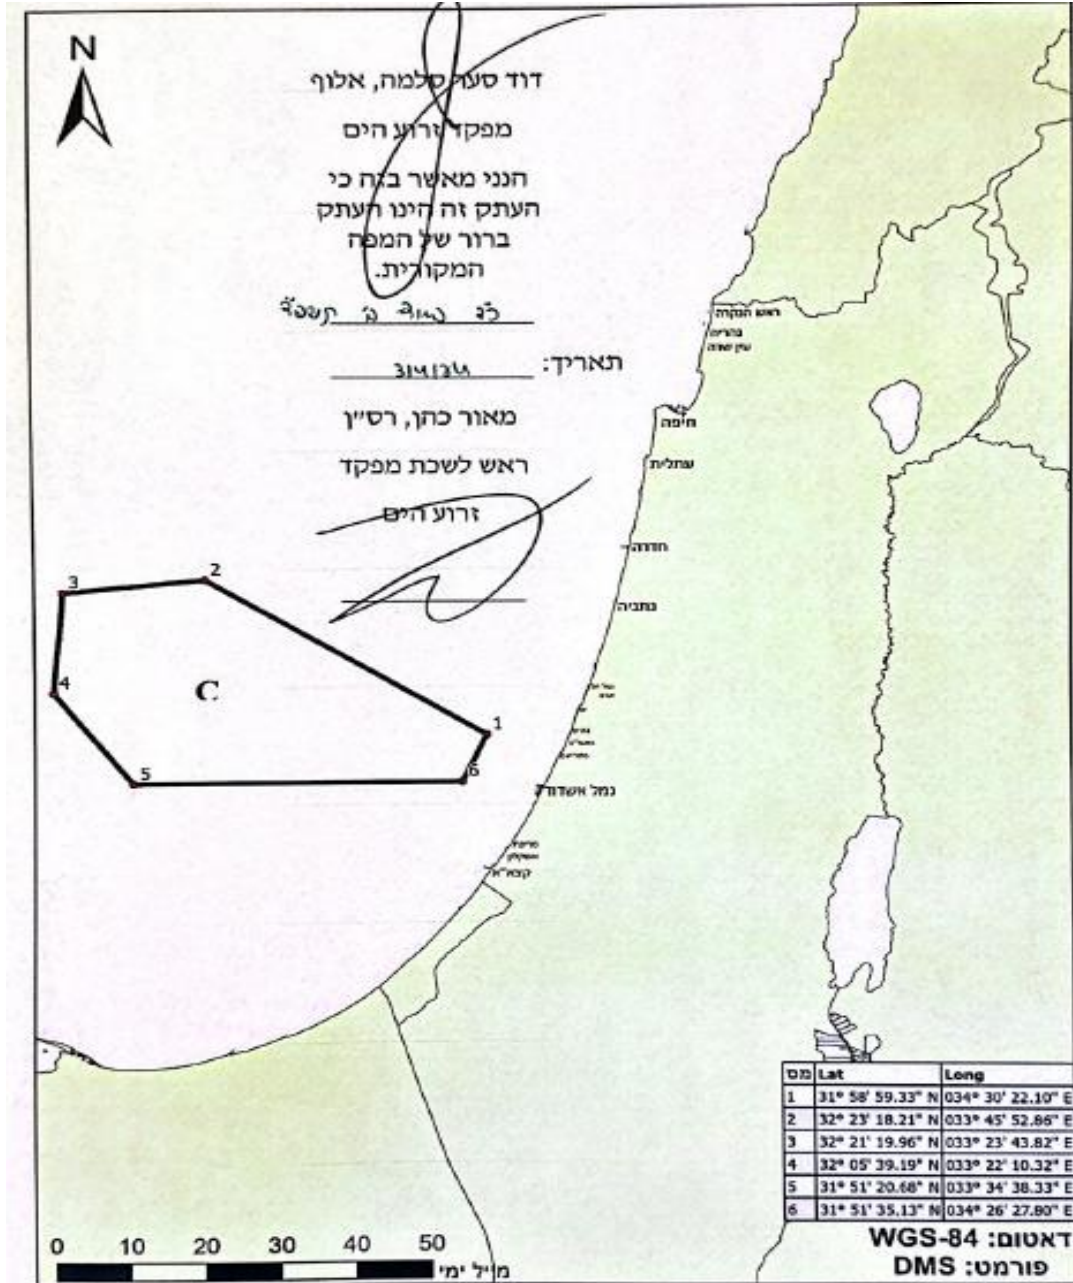 N
דוד סער סלמה, אלוף
מפקד זרוע הים
הנני מאשר בזה כי
העתק זה הינו העתק
ברור של המפה
המקורית.
תאריך:
מאור כהן, רס"ן
ראש לשכת מפקד
זרוע הים
ראש הנקרה
נהריה
חיפה
עתלית
חדרה
נתניה
נמל אשדוד
מרינה
אשקלון
קצא"א
3
2
4
C
1
6
5
מס Lat Long
1 31° 58' 59.33" N 034° 30' 22.10" E
2 32° 23' 18.21" N 033° 45' 52.86" E
3 32° 21' 19.96" N 033° 23' 43.82" E
4 32° 05' 39.19" N 033° 22' 10.32" E
5 31° 51' 20.68" N 033° 34' 38.33" E
6 31° 51' 35.13" N 034° 26' 27.80" E
דאטום: WGS-84
פורמט: DMS
0 10 20 30 40 50
מייל ימי